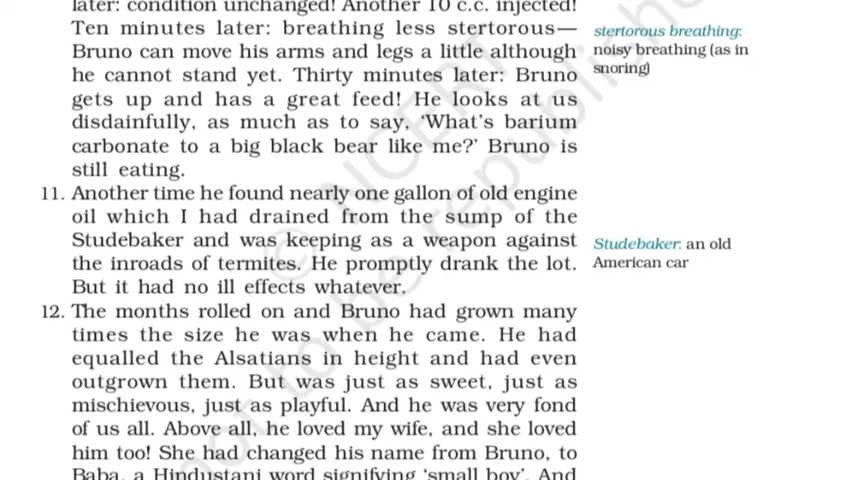 later: condition unchanged! Another 10 c.c. injected!
Ten minutes later: breathing less stertorous—
Bruno can move his arms and legs a little although
he cannot stand yet. Thirty minutes later: Bruno
gets up and has a great feed! He looks at us
disdainfully, as much as to say, ‘What’s barium
carbonate to a big black bear like me?’ Bruno is
still eating.
stertorous breathing:
noisy breathing (as in
snoring)
11. Another time he found nearly one gallon of old engine
oil which I had drained from the sump of the
Studebaker and was keeping as a weapon against
the inroads of termites. He promptly drank the lot.
But it had no ill effects whatever.
Studebaker: an old
American car
12. The months rolled on and Bruno had grown many
times the size he was when he came. He had
equalled the Alsatians in height and had even
outgrown them. But was just as sweet, just as
mischievous, just as playful. And he was very fond
of us all. Above all, he loved my wife, and she loved
him too! She had changed his name from Bruno, to
Baba, a Hindustani word signifying ‘small boy’. And
© NCERT
not to be republished